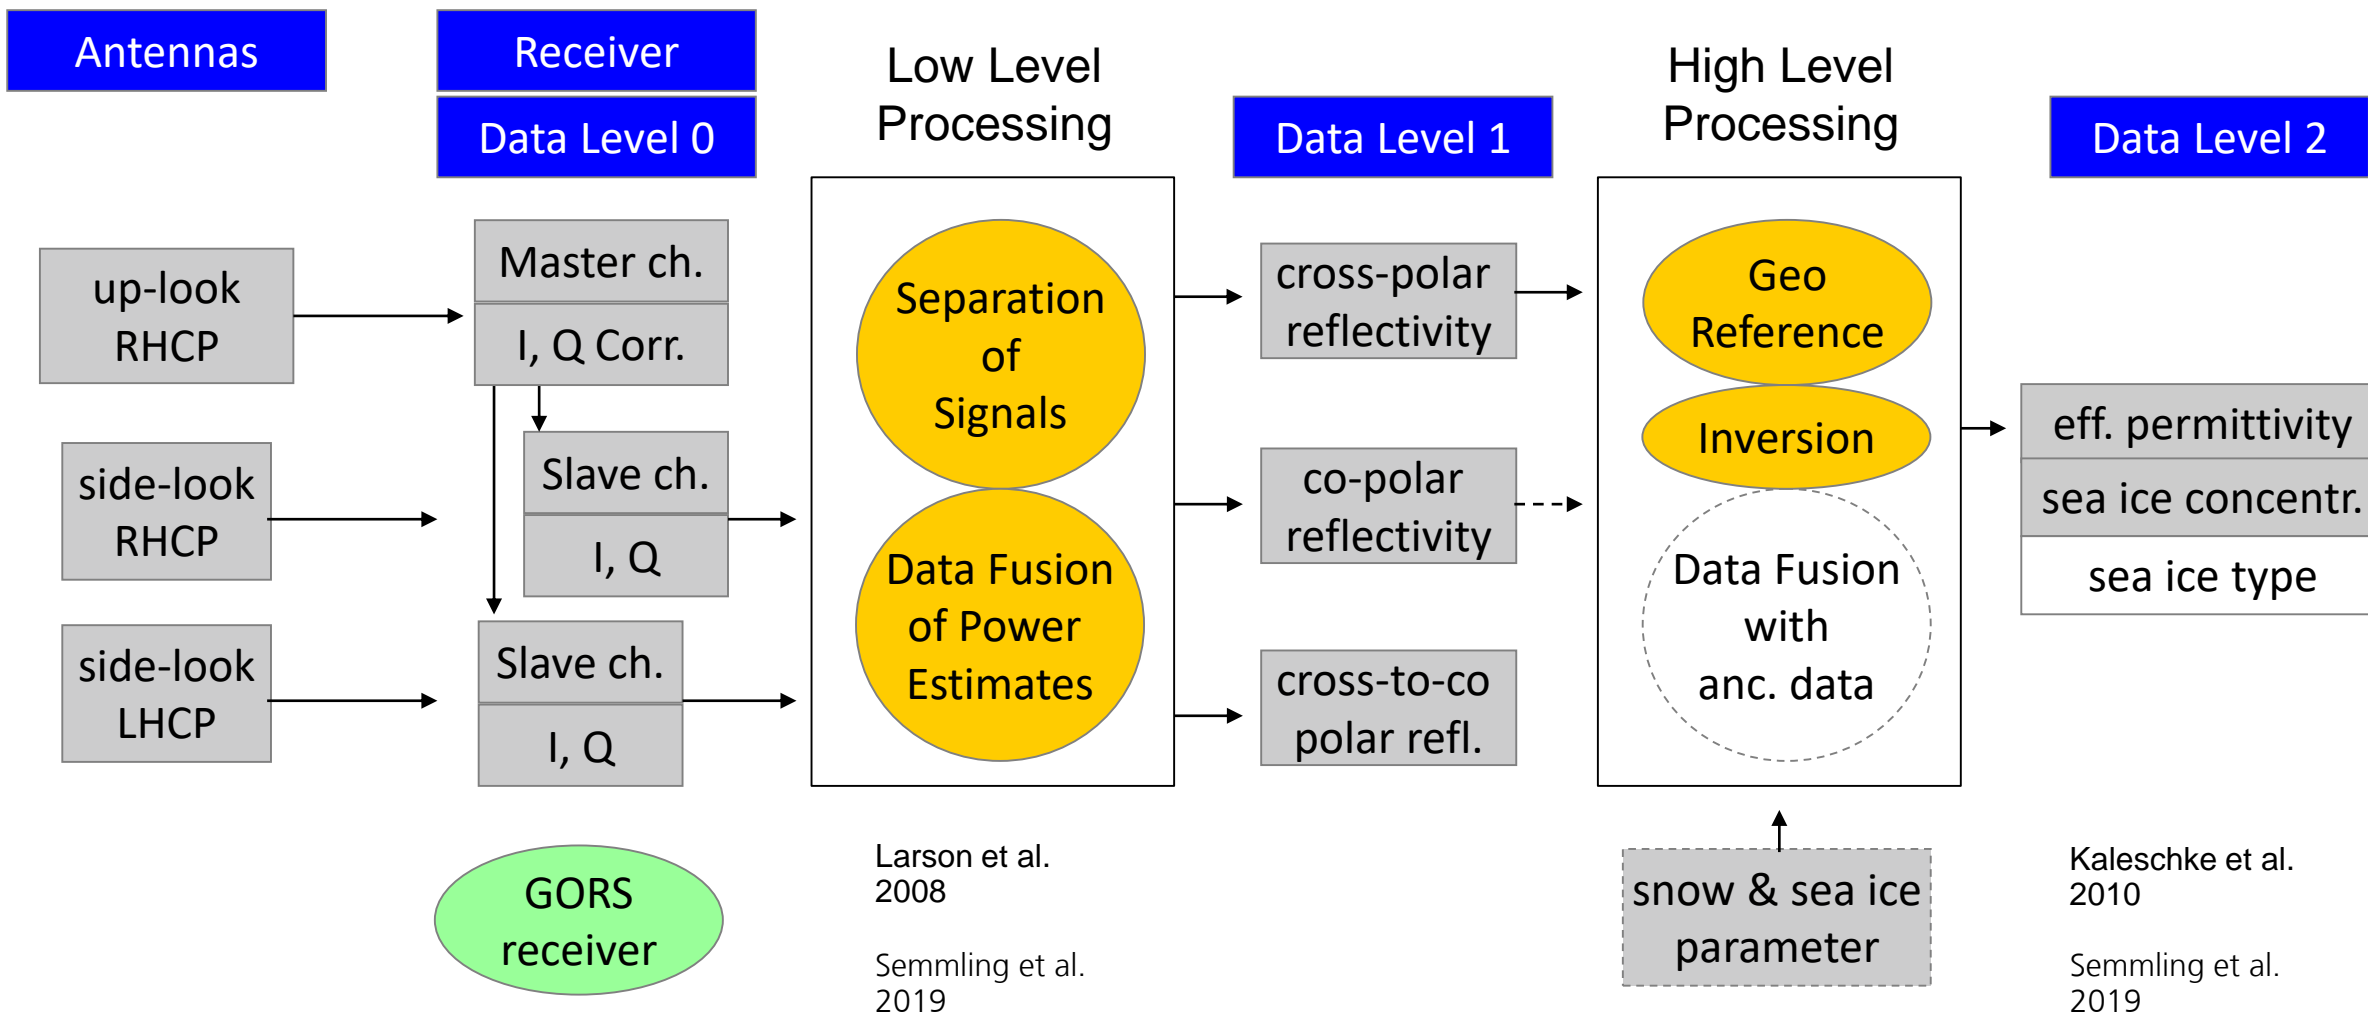 Antennas
Receiver
Data Level 0
Low Level
Processing
Data Level 1
High Level
Processing
Data Level 2
up-look
RHCP
side-look
RHCP
side-look
LHCP
Master ch.
I, Q Corr.
Slave ch.
I, Q
Slave ch.
I, Q
GORS
receiver
Separation
of
Signals
Data Fusion
of Power
Estimates
Larson et al.
2008
Semmling et al.
2019
cross-polar
reflectivity
co-polar
reflectivity
cross-to-co
polar refl.
Geo
Reference
Inversion
Data Fusion
with
anc. data
snow & sea ice
parameter
eff. permittivity
sea ice concentr.
sea ice type
Kaleschke et al.
2010
Semmling et al.
2019